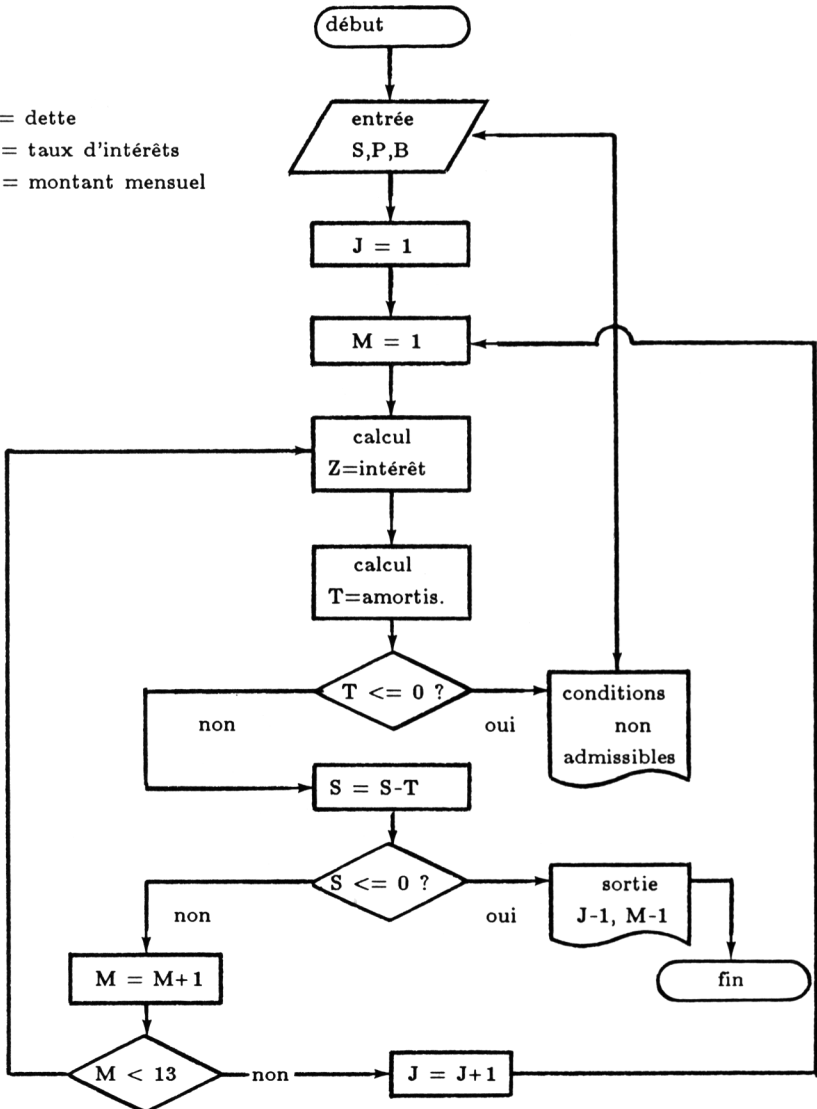 début
= dette
= taux d'intérêts
= montant mensuel
entrée
S,P,B
J = 1
M = 1
calcul
Z=intérêt
calcul
T=amortis.
T <= 0 ?
non
oui
conditions
non
admissibles
S = S-T
S <= 0 ?
non
oui
sortie
J-1, M-1
fin
M = M+1
M < 13
non
J = J+1